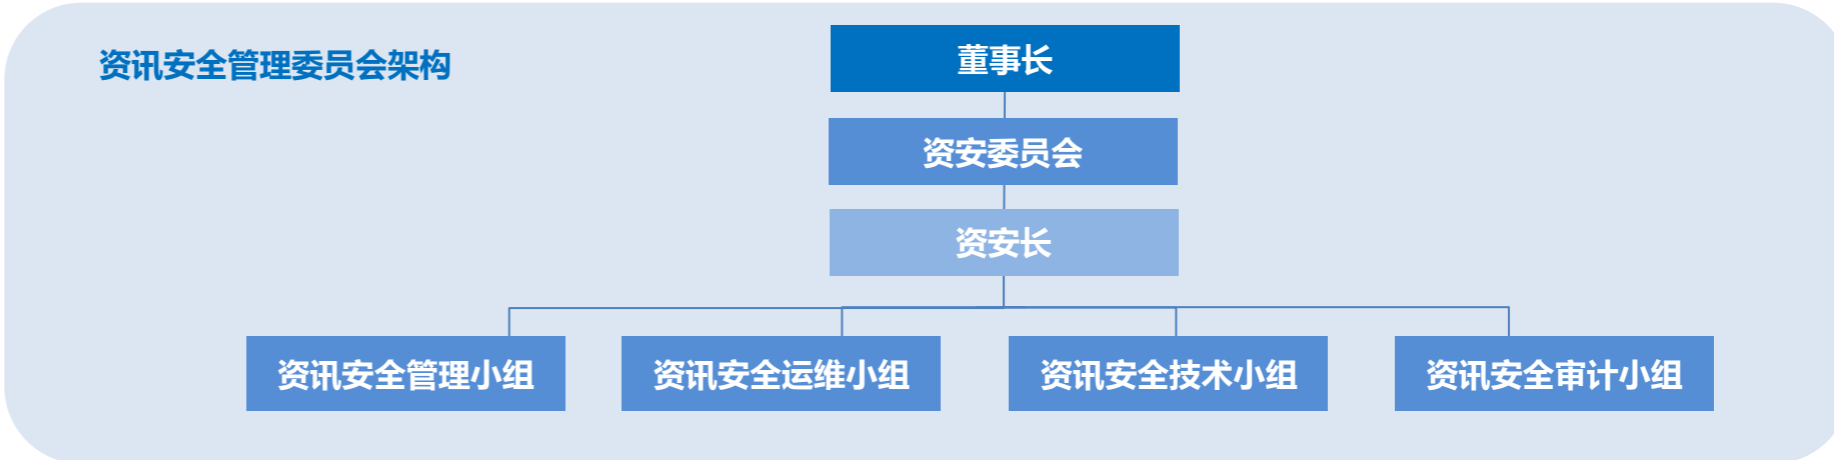 资讯安全管理委员会架构
董事长
资安委员会
资安长
资讯安全管理小组
资讯安全运维小组
资讯安全技术小组
资讯安全审计小组